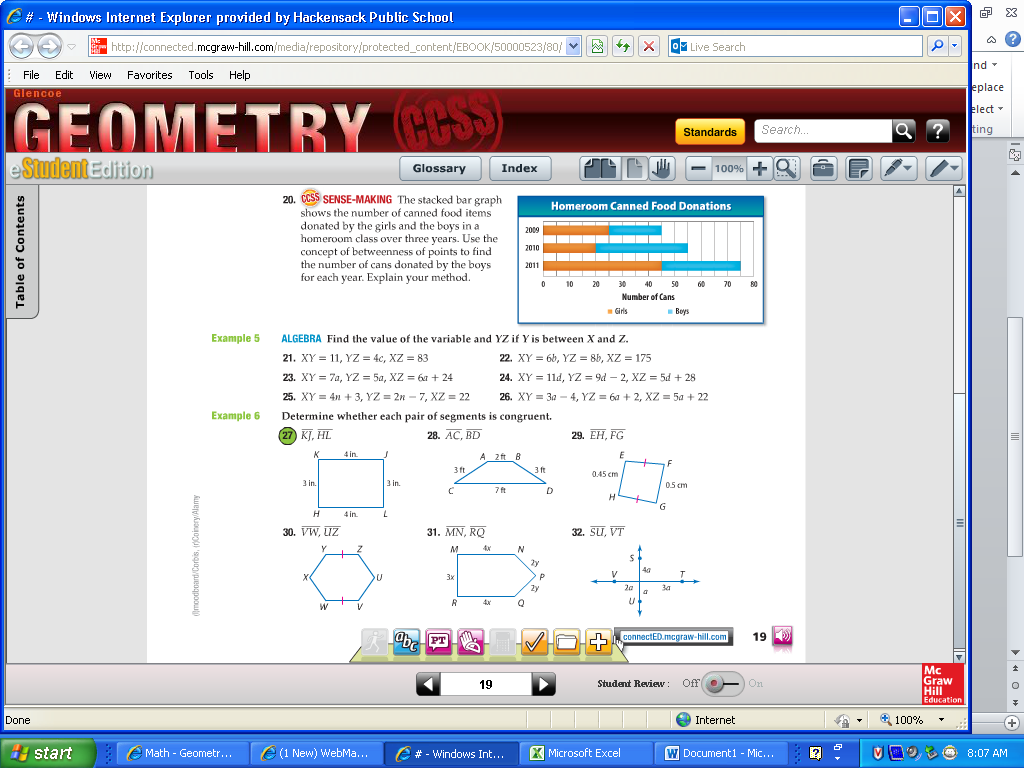 # - Windows Internet Explorer provided by Hackensack Public School
http://connected.mcgraw-hill.com/media/repository/protected_content/EBOOK/50000523/80/
Live Search
File Edit View Favorites Tools Help
Glencoe
GEOMETRY
CCSS
Standards
Search...
?
eStudentEdition
Glossary
Index
100%
Table of Contents
20. CCSS SENSE-MAKING The stacked bar graph
shows the number of canned food items
donated by the girls and the boys in a
homeroom class over three years. Use the
concept of betweenness of points to find
the number of cans donated by the boys
for each year. Explain your method.
Homeroom Canned Food Donations
2009
2010
2011
0 10 20 30 40 50 60 70 80
Number of Cans
Girls Boys
Example 5 ALGEBRA Find the value of the variable and YZ if Y is between X and Z.
21. XY = 11, YZ = 4c, XZ = 83
22. XY = 6b, YZ = 8b, XZ = 175
23. XY = 7a, YZ = 5a, XZ = 6a + 24
24. XY = 11d, YZ = 9d − 2, XZ = 5d + 28
25. XY = 4n + 3, YZ = 2n − 7, XZ = 22
26. XY = 3a − 4, YZ = 6a + 2, XZ = 5a + 22
Example 6 Determine whether each pair of segments is congruent.
27 KJ, HL
28. AC, BD
29. EH, FG
K 4 in. J
3 in. 3 in.
H 4 in. L
A 2 ft B
3 ft 3 ft
C 7 ft D
E F
0.45 cm 0.5 cm
H G
30. VW, UZ
31. MN, RQ
32. SU, VT
Y Z
X U
W V
M 4x N
2y
3x P
2y
R 4x Q
S
4a
V T
2a a 3a
U
(l)moodboard/Corbis, (r)Coinery/Alamy
abc
PT
connectED.mcgraw-hill.com
19
19
Student Review : Off On
Mc
Graw
Hill
Education
Done
Internet
100%
nd
eplace
elect
ting
start
Math - Geometr...
(1 New) WebMa...
# - Windows Int...
Microsoft Excel
Document1 - Mic...
8:07 AM